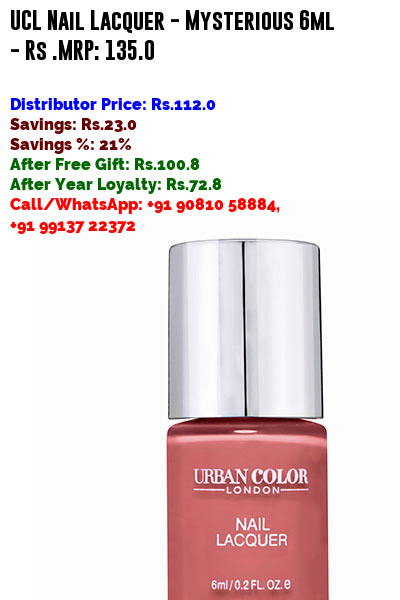 UCL Nail Lacquer - Mysterious 6ml
- Rs .MRP: 135.0
Distributor Price: Rs.112.0
Savings: Rs.23.0
Savings %: 21%
After Free Gift: Rs.100.8
After Year Loyalty: Rs.72.8
Call/WhatsApp: +91 90810 58884,
+91 99137 22372
URBAN COLOR
LONDON
NAIL
LACQUER
6ml/0.2 FL. OZ. e